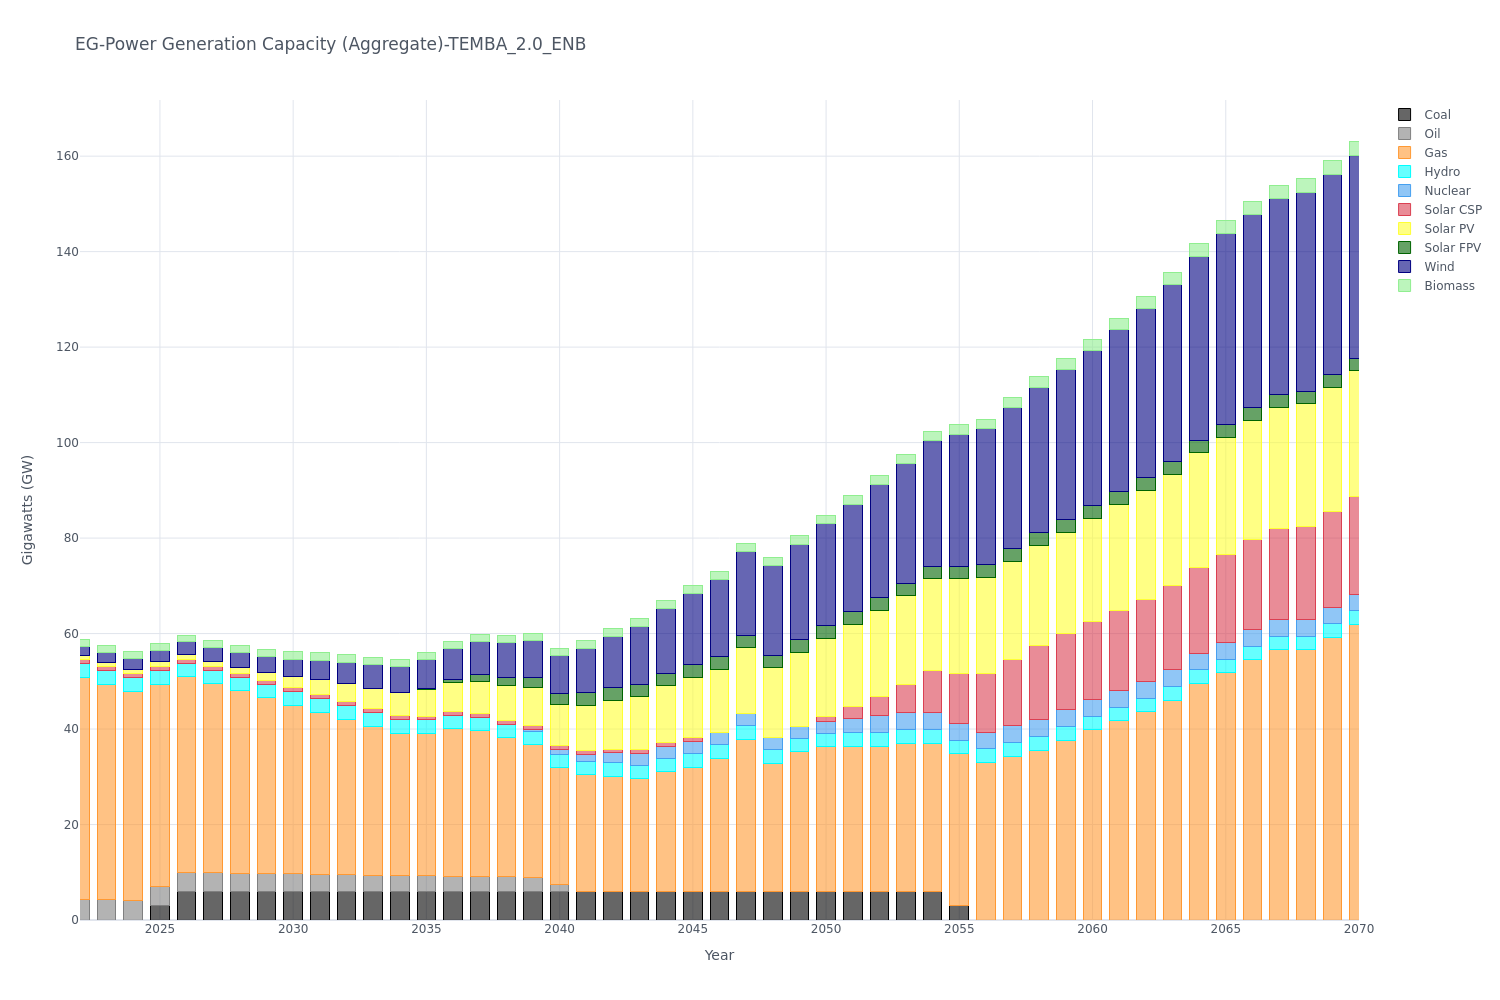 EG-Power Generation Capacity (Aggregate)-TEMBA_2.0_ENB
Coal
Oil
Gas
Hydro
Nuclear
Solar CSP
Solar PV
Solar FPV
Wind
Biomass
160
140
120
100
80
60
40
20
0
Gigawatts (GW)
2025 2030 2035 2040 2045 2050 2055 2060 2065 2070
Year